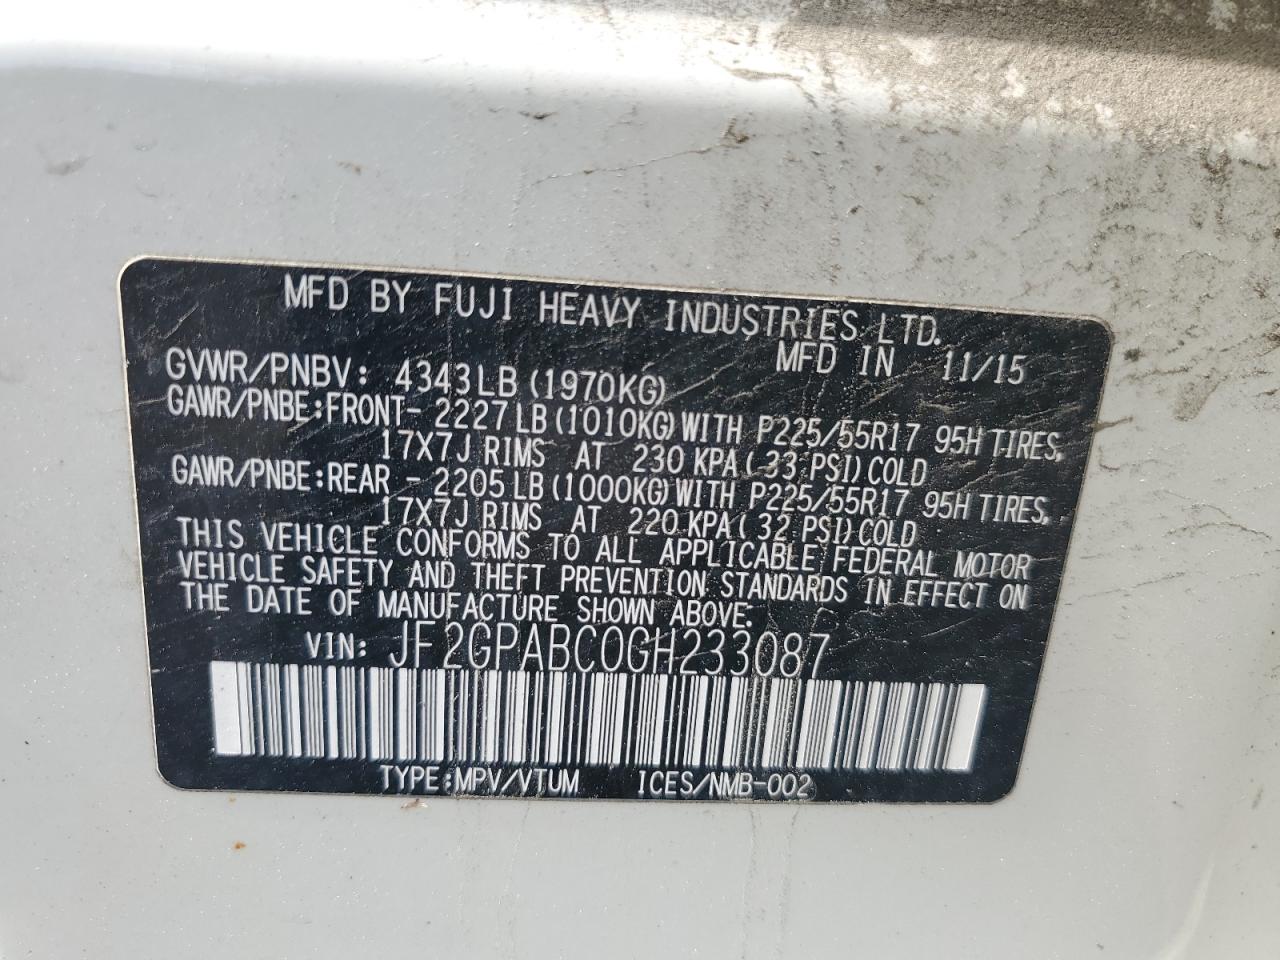 MFD BY FUJI HEAVY INDUSTRIES LTD.
MFD IN 11/15
GVWR/PNBV: 4343LB (1970KG)
GAWR/PNBE:FRONT- 2227LB (1010KG) WITH P225/55R17 95H TIRES,
17X7J RIMS AT 230 KPA ( 33 PSI) COLD
GAWR/PNBE:REAR - 2205LB (1000KG) WITH P225/55R17 95H TIRES,
17X7J RIMS AT 220 KPA ( 32 PSI) COLD
THIS VEHICLE CONFORMS TO ALL APPLICABLE FEDERAL MOTOR
VEHICLE SAFETY AND THEFT PREVENTION STANDARDS IN EFFECT ON
THE DATE OF MANUFACTURE SHOWN ABOVE.
VIN: JF2GPABC0GH233087
TYPE:MPV/VTUM ICES/NMB-002